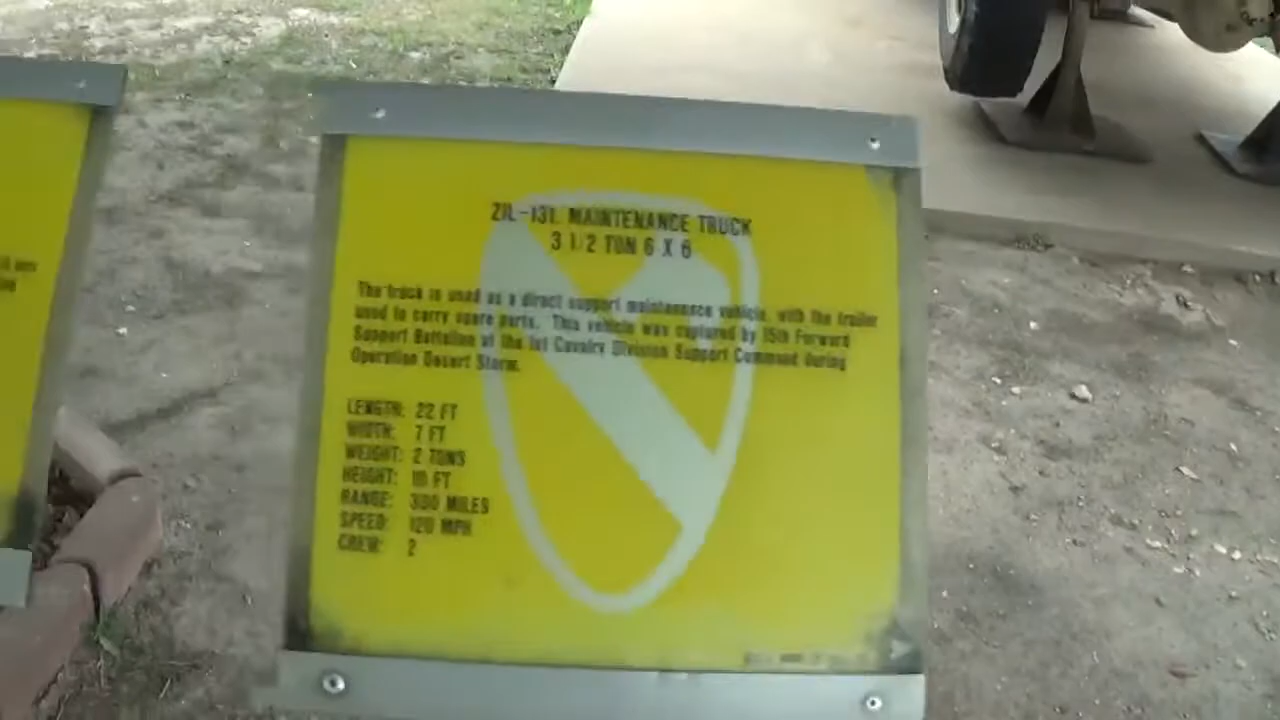 ZIL-131 MAINTENANCE TRUCK
3 1/2 TON 6 X 6
The truck is used as a direct support maintenance vehicle, with the trailer
used to carry spare parts. This vehicle was captured by 15th Forward
Support Battalion of the 1st Cavalry Division Support Command during
Operation Desert Storm.
LENGTH: 22 FT
WIDTH: 7 FT
WEIGHT: 2 TONS
HEIGHT: 10 FT
RANGE: 300 MILES
SPEED: 120 MPH
CREW: 2